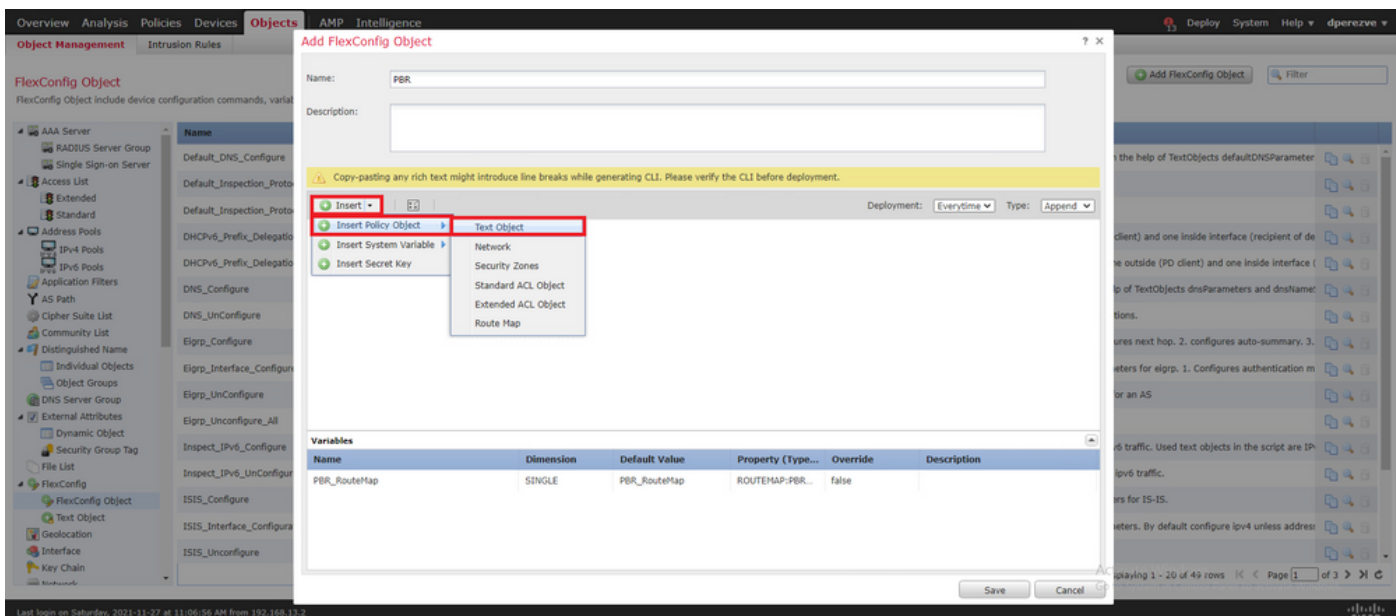 Overview Analysis Policies Devices Objects AMP Intelligence
13 Deploy System Help dperezve
Object Management Intrusion Rules
FlexConfig Object
FlexConfig Object include device configuration commands, variab
Add FlexConfig Object
Filter
AAA Server
RADIUS Server Group
Single Sign-on Server
Access List
Extended
Standard
Address Pools
IPv4 Pools
IPv6 Pools
Application Filters
AS Path
Cipher Suite List
Community List
Distinguished Name
Individual Objects
Object Groups
DNS Server Group
External Attributes
Dynamic Object
Security Group Tag
File List
FlexConfig
FlexConfig Object
Text Object
Geolocation
Interface
Key Chain
Network
Name
Default_DNS_Configure
Default_Inspection_Proto
Default_Inspection_Proto
DHCPv6_Prefix_Delegatio
DHCPv6_Prefix_Delegatio
DNS_Configure
DNS_UnConfigure
Eigrp_Configure
Eigrp_Interface_Configure
Eigrp_UnConfigure
Eigrp_Unconfigure_All
Inspect_IPv6_Configure
Inspect_IPv6_UnConfigur
ISIS_Configure
ISIS_Interface_Configura
ISIS_Unconfigure
Add FlexConfig Object
? ×
Name: PBR
Description:
Copy-pasting any rich text might introduce line breaks while generating CLI. Please verify the CLI before deployment.
Insert
Deployment: Everytime Type: Append
Insert Policy Object
Insert System Variable
Insert Secret Key
Text Object
Network
Security Zones
Standard ACL Object
Extended ACL Object
Route Map
Variables
Name Dimension Default Value Property (Type... Override Description
PBR_RouteMap SINGLE PBR_RouteMap ROUTEMAP:PBR... false
Save Cancel
the help of TextObjects defaultDNSParameter
client) and one inside interface (recipient of de
outside (PD client) and one inside interface (
of TextObjects dnsParameters and dnsName
tions.
ures next hop. 2. configures auto-summary. 3.
eters for eigrp. 1. Configures authentication m
or an AS
v6 traffic. Used text objects in the script are IP
ipv6 traffic.
ers for IS-IS.
eters. By default configure ipv4 unless address
Displaying 1 - 20 of 49 rows Page 1 of 3
Last login on Saturday, 2021-11-27 at 11:06:56 AM from 192.168.13.2